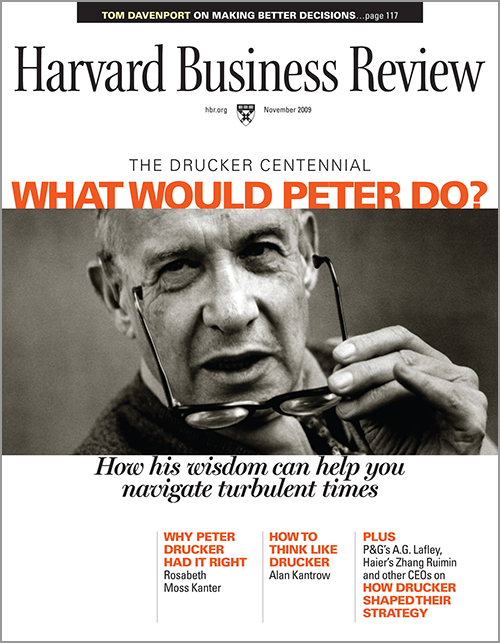 TOM DAVENPORT ON MAKING BETTER DECISIONS...page 117
Harvard Business Review
hbr.org November 2009
THE DRUCKER CENTENNIAL
WHAT WOULD PETER DO?
How his wisdom can help you
navigate turbulent times
WHY PETER
DRUCKER
HAD IT RIGHT
Rosabeth
Moss Kanter
HOW TO
THINK LIKE
DRUCKER
Alan Kantrow
PLUS
P&G's A.G. Lafley,
Haier's Zhang Ruimin
and other CEOs on
HOW DRUCKER
SHAPED THEIR
STRATEGY